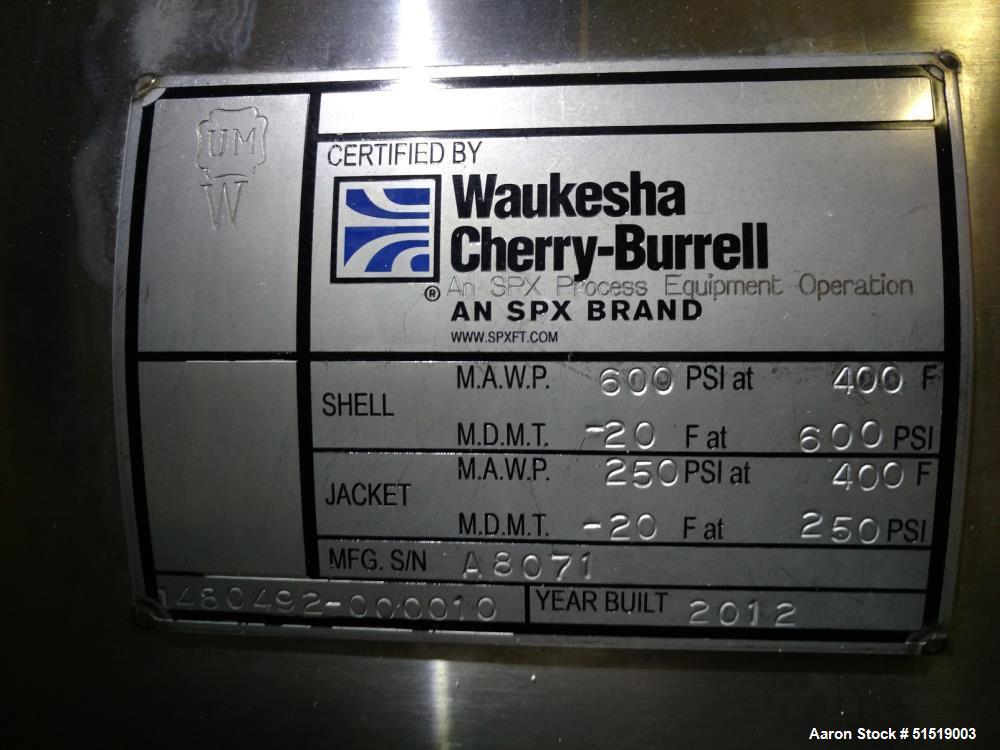 UM
W
CERTIFIED BY
Waukesha
Cherry-Burrell
®
An SPX Process Equipment Operation
AN SPX BRAND
WWW.SPXFT.COM
SHELL
M.A.W.P. 600 PSI at 400 F
M.D.M.T. -20 F at 600 PSI
JACKET
M.A.W.P. 250 PSI at 400 F
M.D.M.T. -20 F at 250 PSI
MFG. S/N A8071
1480492-000010 YEAR BUILT 2012
Aaron Stock # 51519003